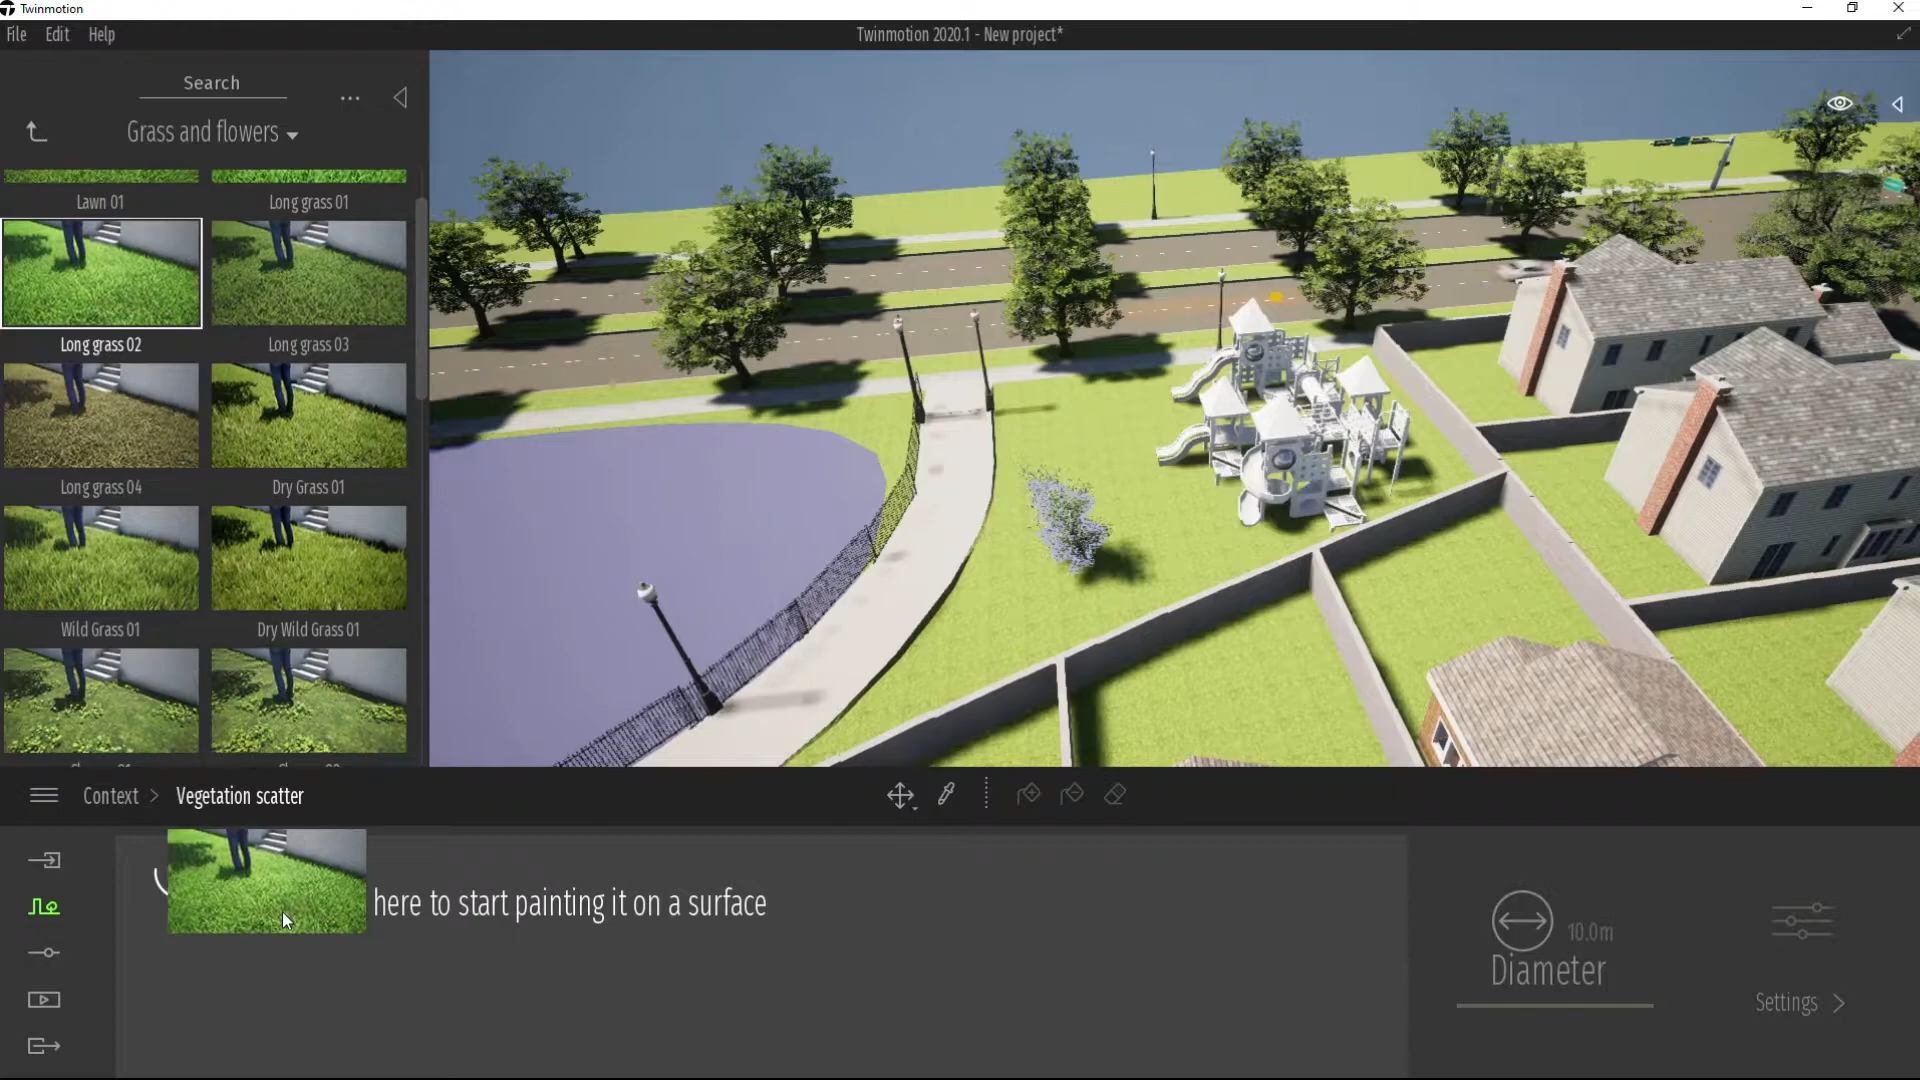 Twinmotion
File Edit Help
Twinmotion 2020.1 - New project*
Search
...
Grass and flowers
Lawn 01
Long grass 01
Long grass 02
Long grass 03
Long grass 04
Dry Grass 01
Wild Grass 01
Dry Wild Grass 01
Context > Vegetation scatter
here to start painting it on a surface
10.0m
Diameter
Settings >